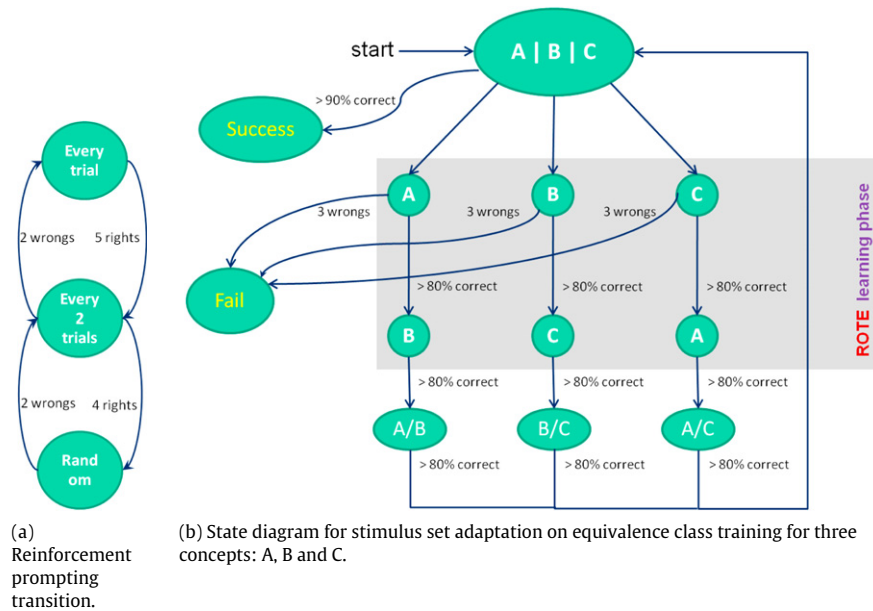 start
A | B | C
> 90% correct
Success
Every
trial
A
B
C
3 wrongs
3 wrongs
3 wrongs
2 wrongs
5 rights
Fail
> 80% correct
> 80% correct
> 80% correct
Every
2
trials
B
C
A
ROTE learning phase
> 80% correct
> 80% correct
> 80% correct
2 wrongs
4 rights
A/B
B/C
A/C
Rand
om
> 80% correct
> 80% correct
> 80% correct
(a)
Reinforcement
prompting
transition.
(b) State diagram for stimulus set adaptation on equivalence class training for three
concepts: A, B and C.